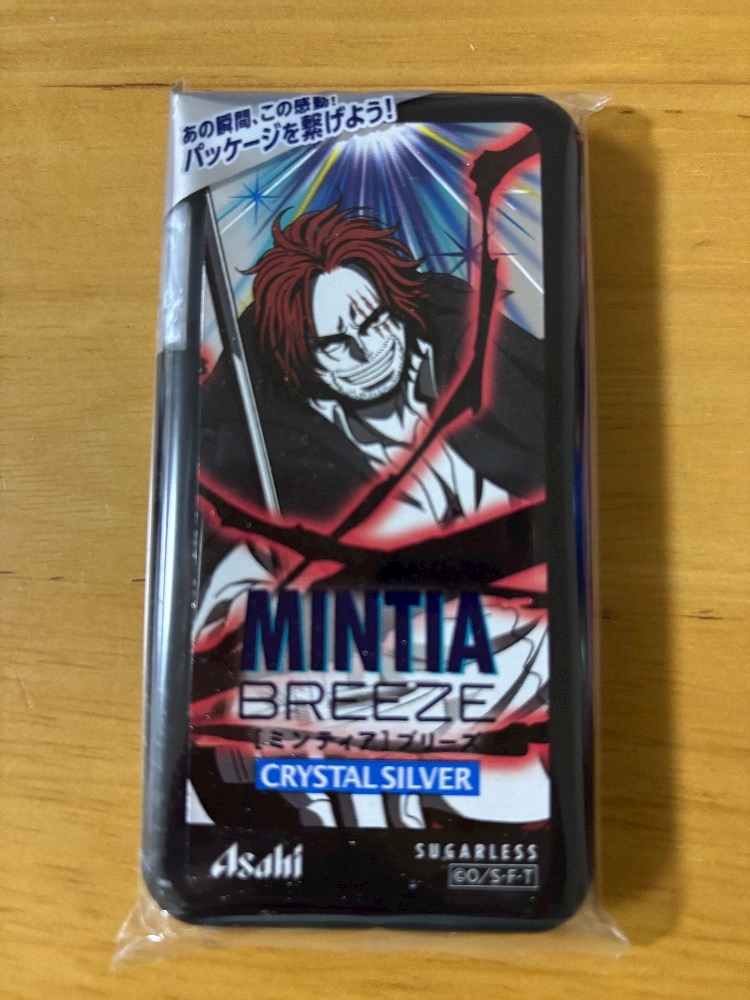 あの瞬間、この感動!
パッケージを繋げよう!
MINTIA
BREEZE
[ミンティア]ブリーズ
CRYSTAL SILVER
Asahi
SUGARLESS
©O/S・F・T